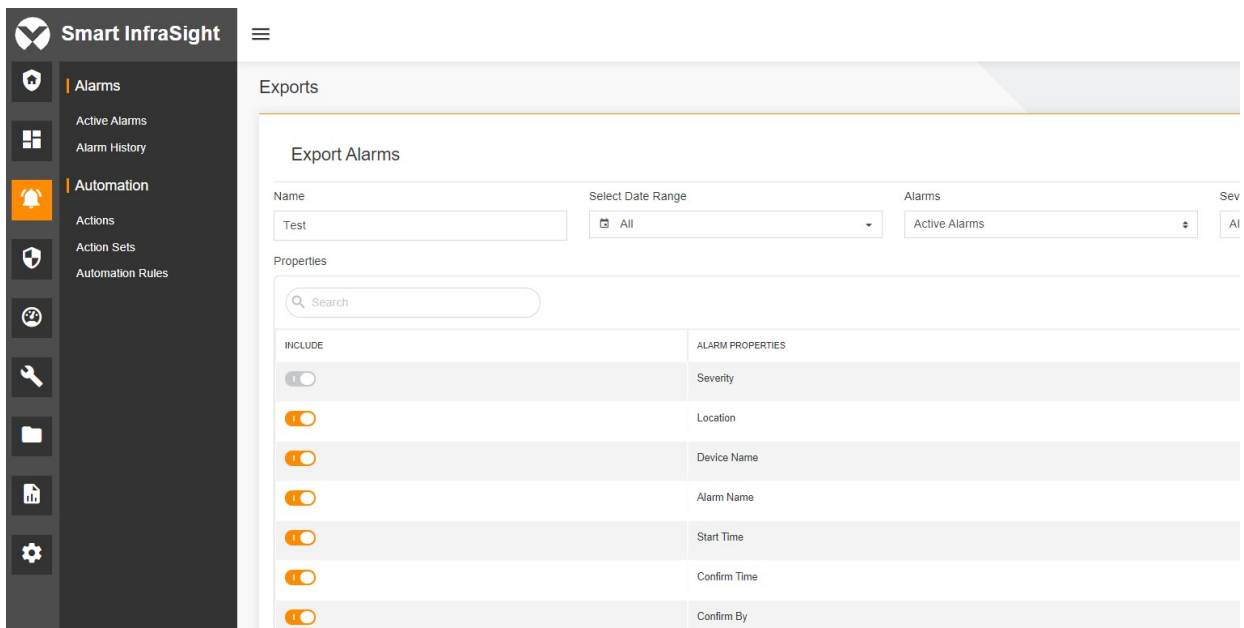 Smart InfraSight
Alarms
Active Alarms
Alarm History
Automation
Actions
Action Sets
Automation Rules
Exports
Export Alarms
Name
Select Date Range
Alarms
Sev
Test
All
Active Alarms
Al
Properties
Search
INCLUDE
ALARM PROPERTIES
Severity
Location
Device Name
Alarm Name
Start Time
Confirm Time
Confirm By